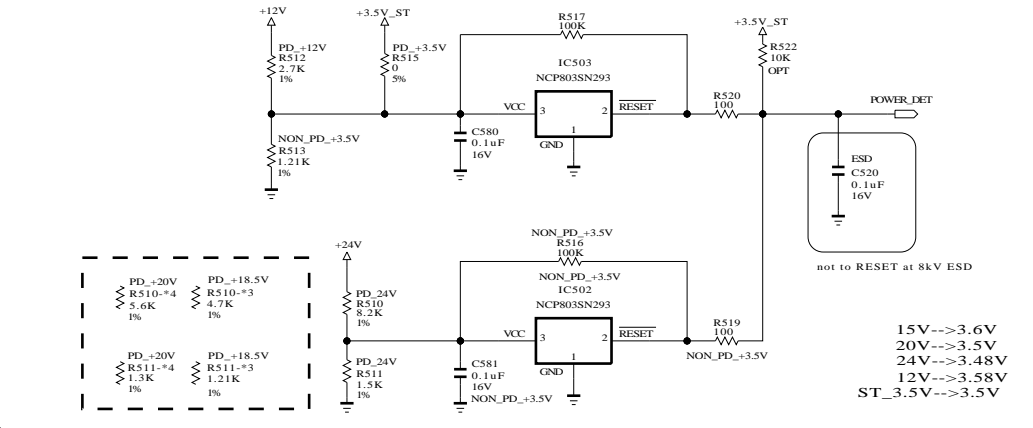 +12V
+3.5V_ST
R517
100K
+3.5V_ST
PD_+12V
R512
2.7K
1%
PD_+3.5V
R515
0
5%
IC503
NCP803SN293
R522
10K
OPT
VCC
3
2
RESET
1
GND
R520
100
POWER_DET
NON_PD_+3.5V
R513
1.21K
1%
C580
0.1uF
16V
ESD
C520
0.1uF
16V
not to RESET at 8kV ESD
+24V
NON_PD_+3.5V
R516
100K
NON_PD_+3.5V
IC502
NCP803SN293
PD_+20V
R510-*4
5.6K
1%
PD_+18.5V
R510-*3
4.7K
1%
PD_24V
R510
8.2K
1%
VCC
3
2
RESET
1
GND
R519
100
NON_PD_+3.5V
PD_+20V
R511-*4
1.3K
1%
PD_+18.5V
R511-*3
1.21K
1%
PD_24V
R511
1.5K
1%
C581
0.1uF
16V
NON_PD_+3.5V
15V-->3.6V
20V-->3.5V
24V-->3.48V
12V-->3.58V
ST_3.5V-->3.5V